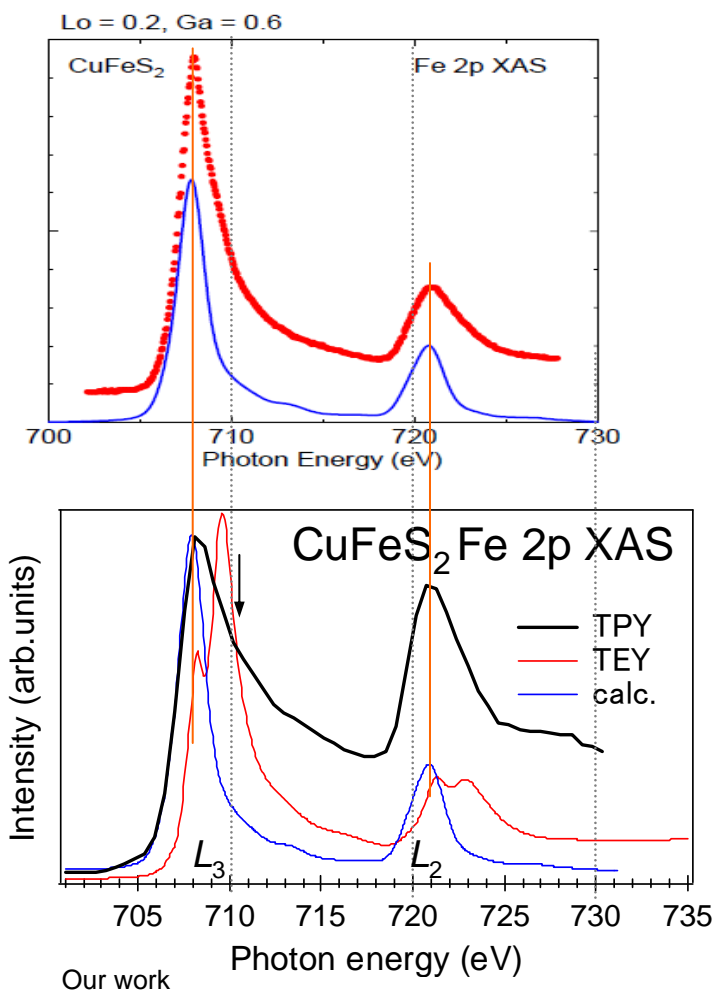 Lo = 0.2, Ga = 0.6
CuFeS₂ Fe 2p XAS
700 710 720 730
Photon Energy (eV)
CuFeS₂ Fe 2p XAS
TPY
TEY
calc.
Intensity (arb.units)
L₃ L₂
705 710 715 720 725 730 735
Photon energy (eV)
Our work